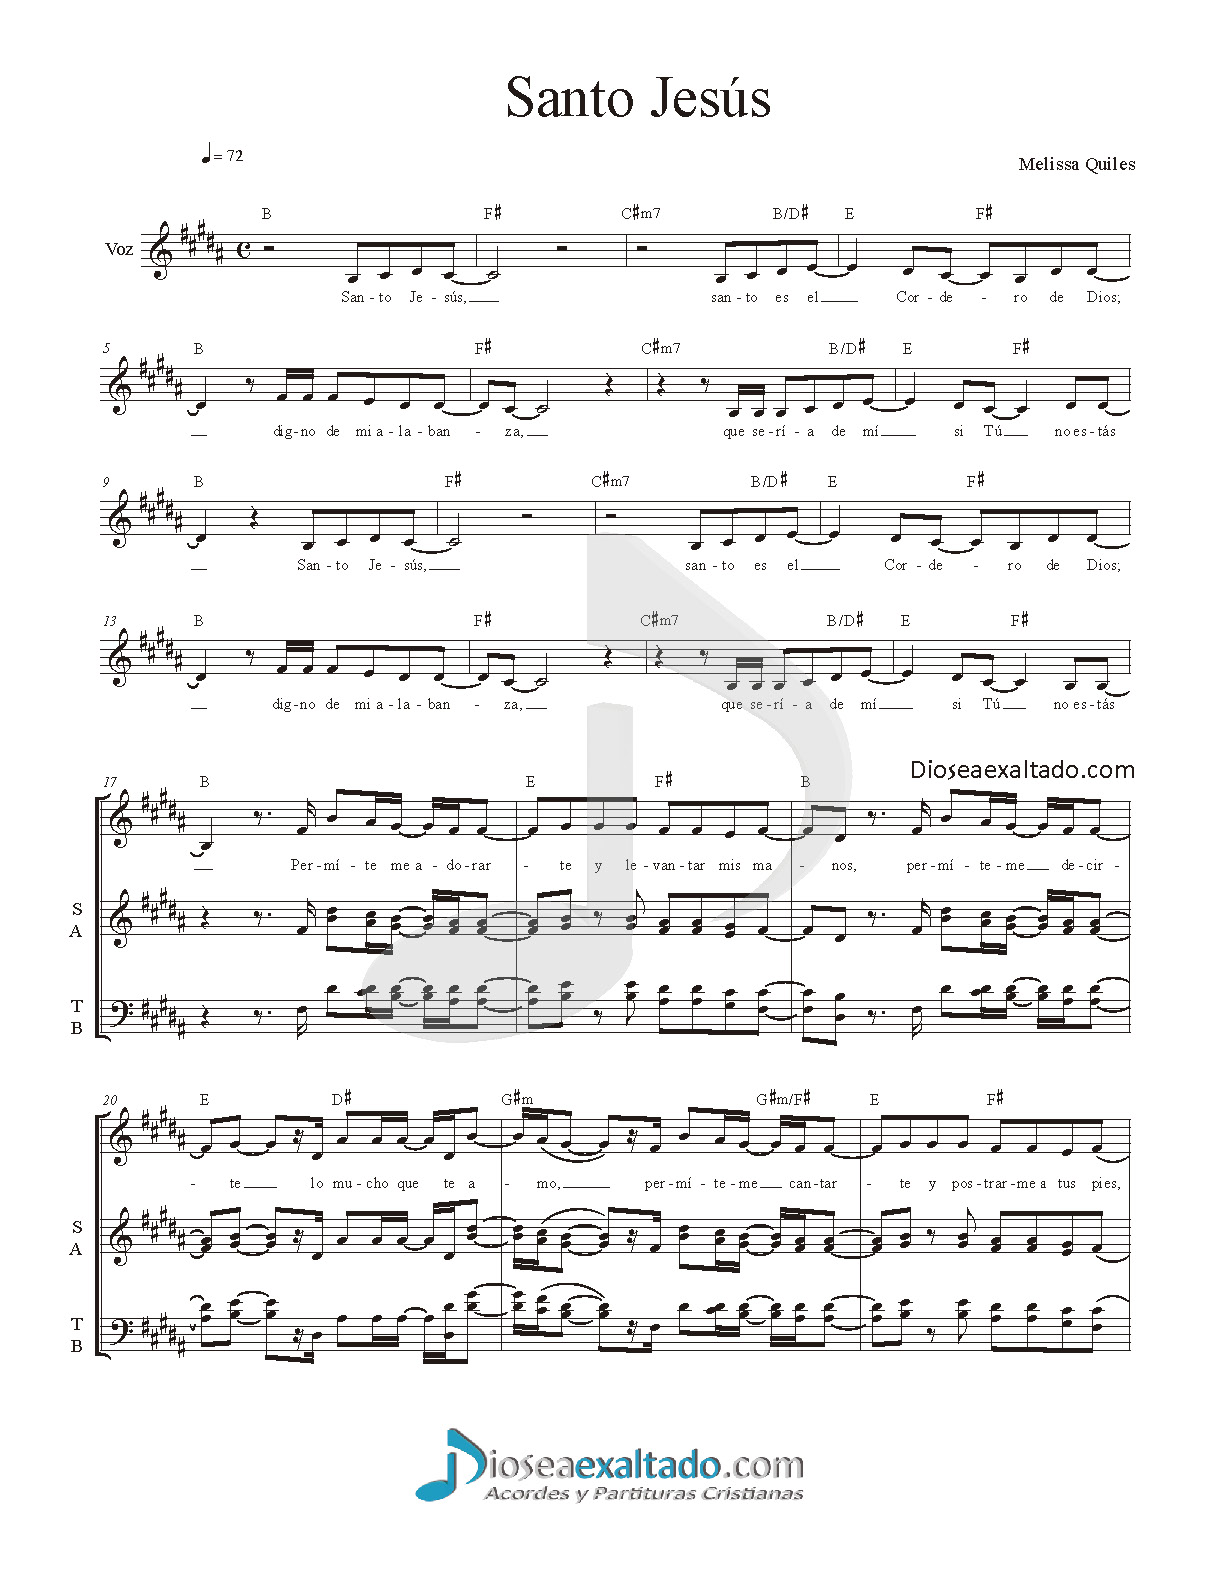 Santo Jesús
= 72
Melissa Quiles
B F# C#m7 B/D# E F#
Voz
San - to Je - sús, santo es el Cor - de - ro de Dios;
5 B F# C#m7 B/D# E F#
dig-no de mi a - la - ban - za, que se-rí - a de mí si Tú no es-tás
9 B F# C#m7 B/D# E F#
San - to Je - sús, san-to es el Cor - de - ro de Dios;
13 B F# C#m7 B/D# E F#
dig-no de mi a - la - ban - za, que se-rí - a de mí si Tú no es-tás
Dioseaexaltado.com
17 B E F# B
Per-mí - te me a - do-rar - te y le-van-tar mis ma - nos, per-mí - te-me de-cir -
S
A
T
B
20 E D# G#m G#m/F# E F#
- te lo mu-cho que te a - mo, per-mí - te-me can-tar - te y pos-trar-me a tus pies,
S
A
T
B
Dioseaexaltado.com
Acordes y Partituras Cristianas